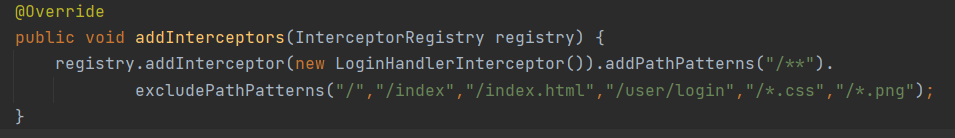 @Override
public void addInterceptors(InterceptorRegistry registry) {
registry.addInterceptor(new LoginHandlerInterceptor()).addPathPatterns("/**").
excludePathPatterns("/","/index","/index.html","/user/login","/*.css","/*.png");
}